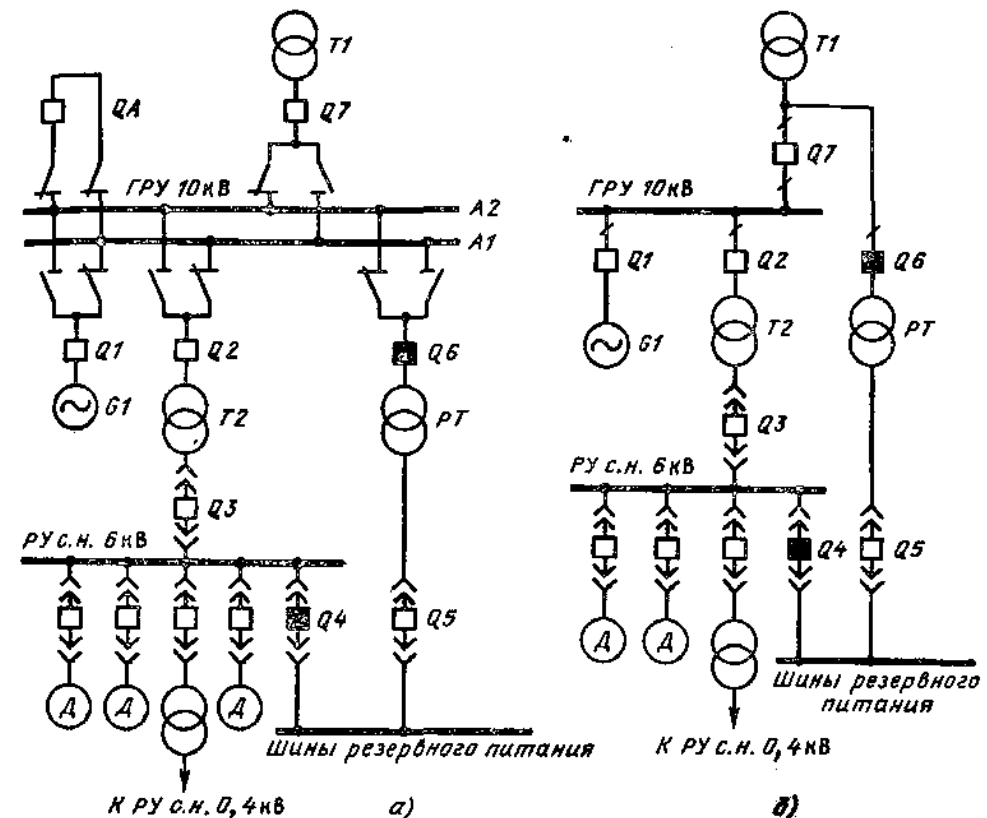 T1
QA
Q7
ГРУ 10кВ
A2
A1
Q1
Q2
Q6
G1
T2
РТ
Q3
РУ с.н. 6кВ
Q4
Q5
Д
Д
Д
Шины резервного питания
К РУ с.н. 0,4кВ
а)
T1
Q7
ГРУ 10кВ
Q1
Q2
Q6
G1
T2
РТ
Q3
РУ с.н. 6кВ
Q4
Q5
Д
Д
Шины резервного
питания
К РУ с.н. 0,4кВ
б)